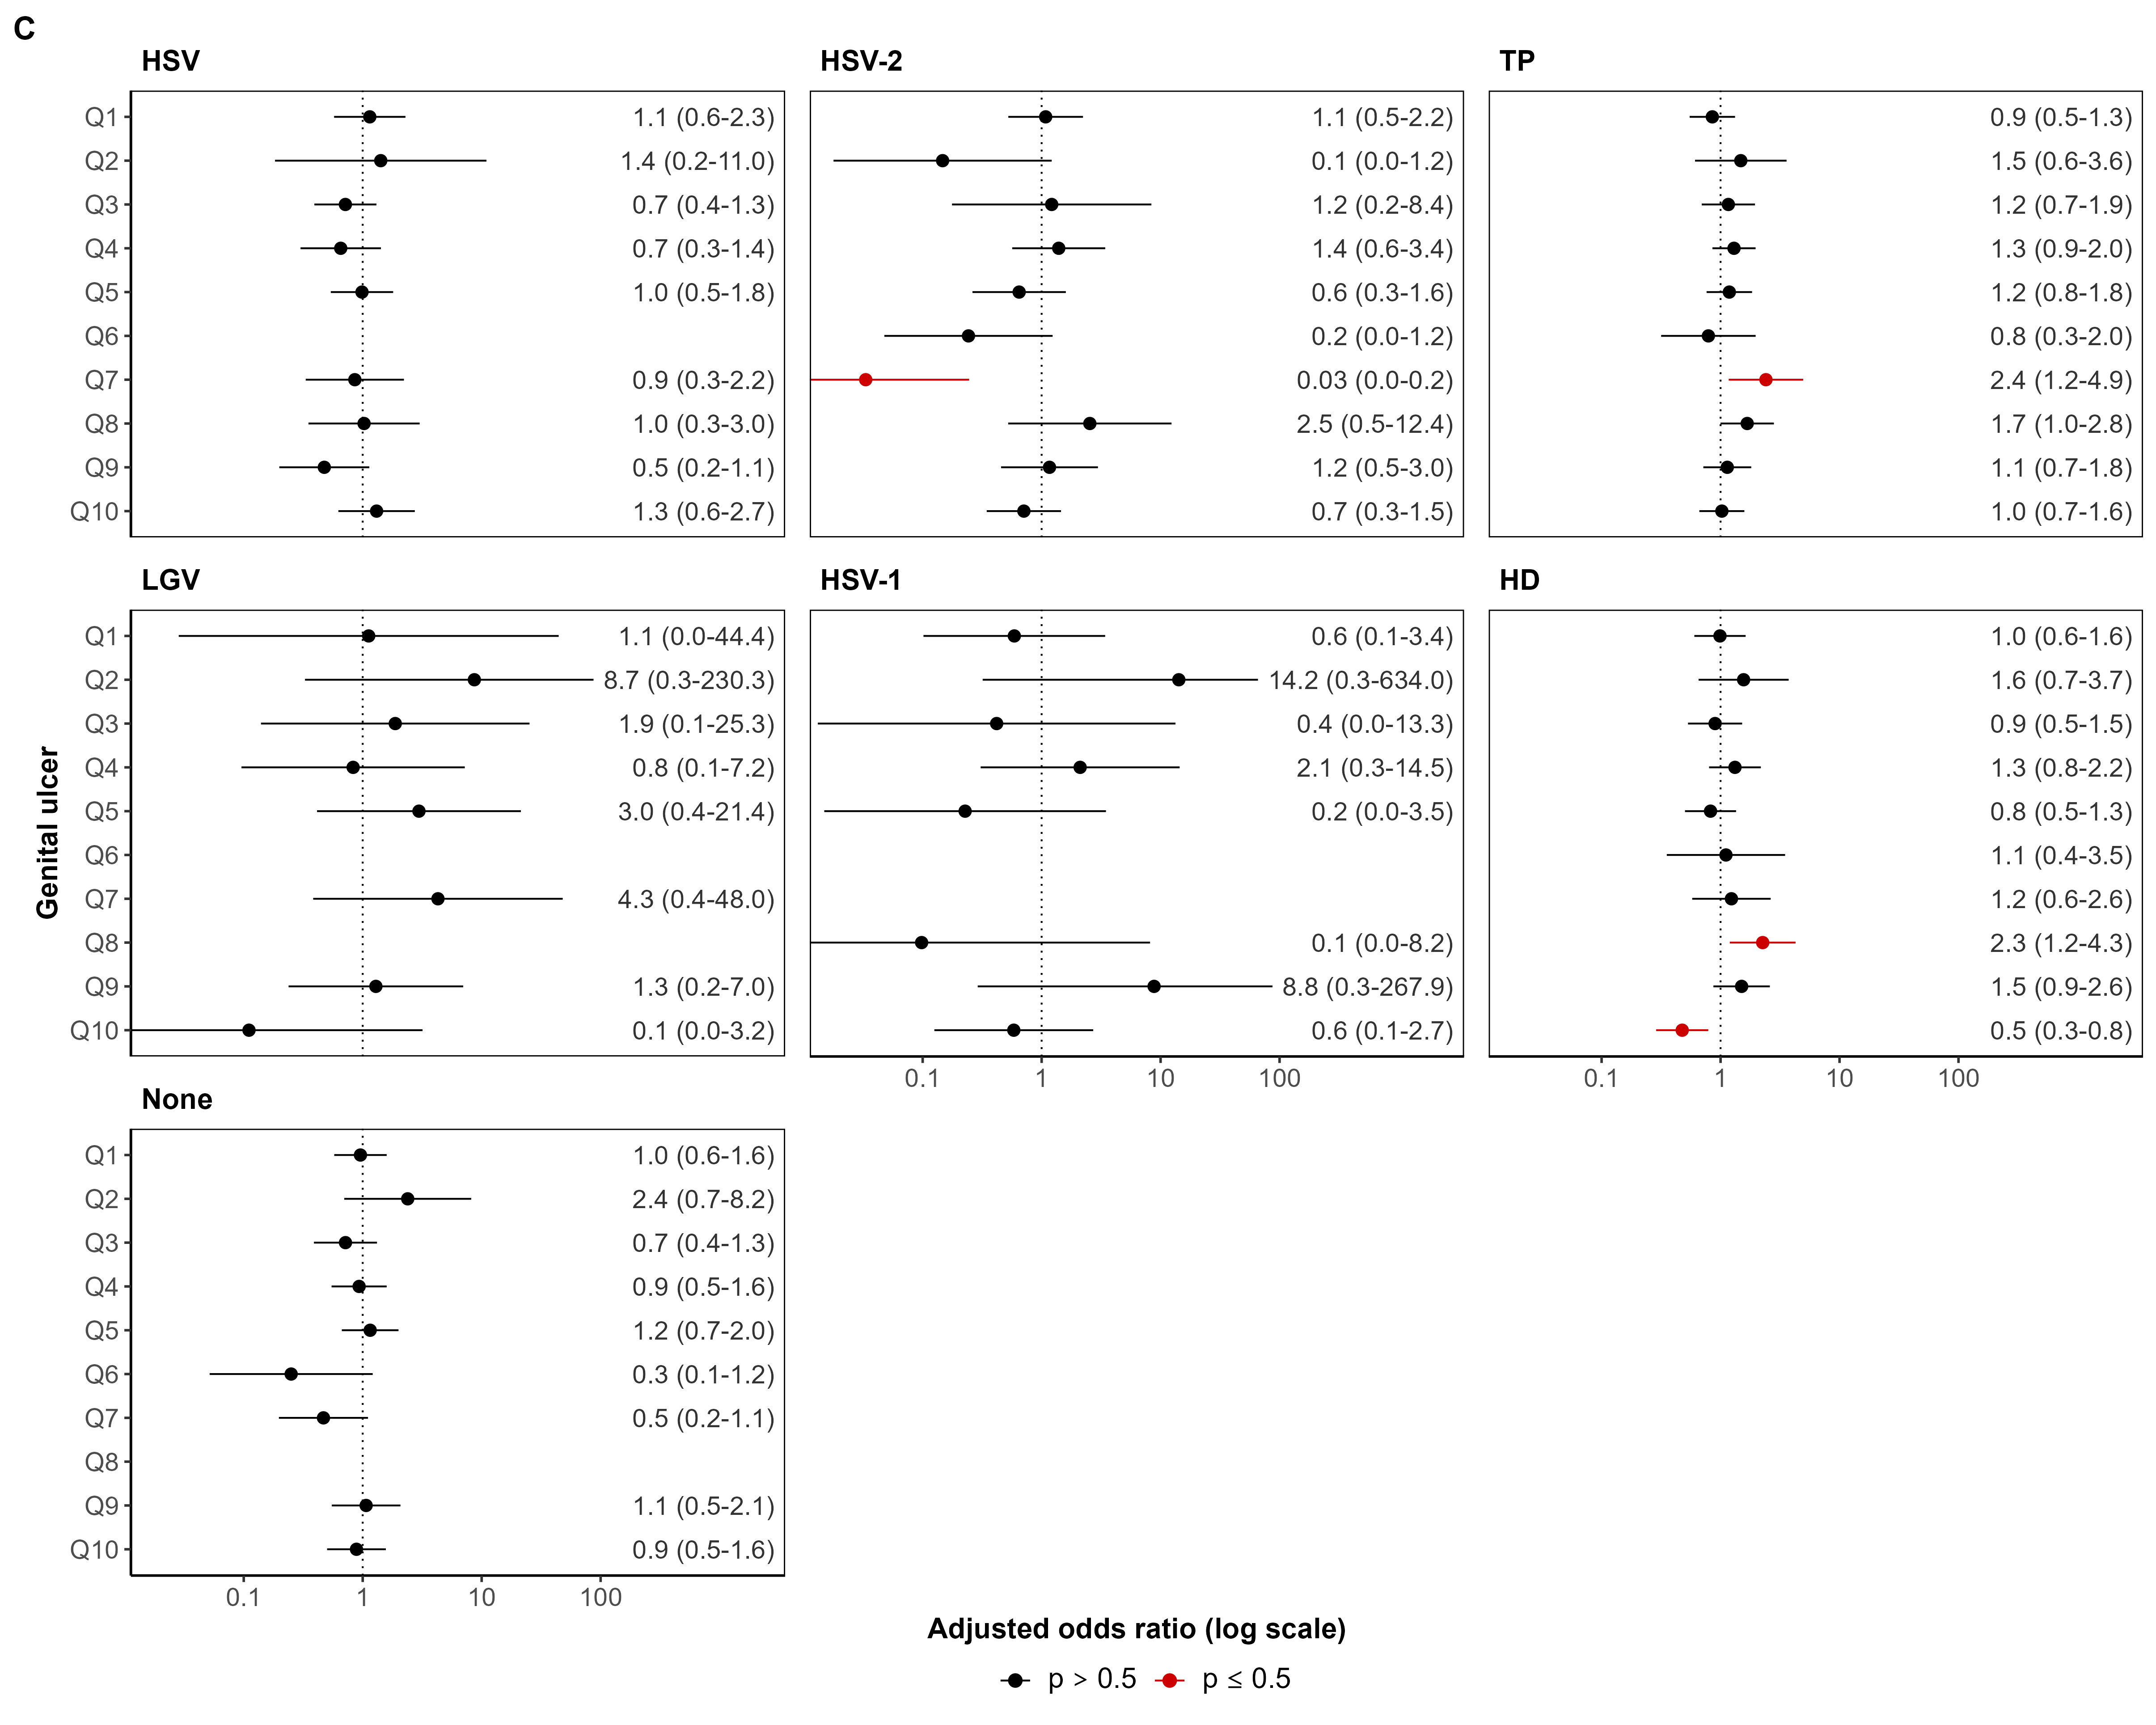 C
HSV
Q1 1.1 (0.6-2.3)
Q2 1.4 (0.2-11.0)
Q3 0.7 (0.4-1.3)
Q4 0.7 (0.3-1.4)
Q5 1.0 (0.5-1.8)
Q6
Q7 0.9 (0.3-2.2)
Q8 1.0 (0.3-3.0)
Q9 0.5 (0.2-1.1)
Q10 1.3 (0.6-2.7)
HSV-2
1.1 (0.5-2.2)
0.1 (0.0-1.2)
1.2 (0.2-8.4)
1.4 (0.6-3.4)
0.6 (0.3-1.6)
0.2 (0.0-1.2)
0.03 (0.0-0.2)
2.5 (0.5-12.4)
1.2 (0.5-3.0)
0.7 (0.3-1.5)
TP
0.9 (0.5-1.3)
1.5 (0.6-3.6)
1.2 (0.7-1.9)
1.3 (0.9-2.0)
1.2 (0.8-1.8)
0.8 (0.3-2.0)
2.4 (1.2-4.9)
1.7 (1.0-2.8)
1.1 (0.7-1.8)
1.0 (0.7-1.6)
Genital ulcer
LGV
Q1 1.1 (0.0-44.4)
Q2 8.7 (0.3-230.3)
Q3 1.9 (0.1-25.3)
Q4 0.8 (0.1-7.2)
Q5 3.0 (0.4-21.4)
Q6
Q7 4.3 (0.4-48.0)
Q8
Q9 1.3 (0.2-7.0)
Q10 0.1 (0.0-3.2)
HSV-1
0.6 (0.1-3.4)
14.2 (0.3-634.0)
0.4 (0.0-13.3)
2.1 (0.3-14.5)
0.2 (0.0-3.5)
0.1 (0.0-8.2)
8.8 (0.3-267.9)
0.6 (0.1-2.7)
0.1 1 10 100
HD
1.0 (0.6-1.6)
1.6 (0.7-3.7)
0.9 (0.5-1.5)
1.3 (0.8-2.2)
0.8 (0.5-1.3)
1.1 (0.4-3.5)
1.2 (0.6-2.6)
2.3 (1.2-4.3)
1.5 (0.9-2.6)
0.5 (0.3-0.8)
0.1 1 10 100
None
Q1 1.0 (0.6-1.6)
Q2 2.4 (0.7-8.2)
Q3 0.7 (0.4-1.3)
Q4 0.9 (0.5-1.6)
Q5 1.2 (0.7-2.0)
Q6 0.3 (0.1-1.2)
Q7 0.5 (0.2-1.1)
Q8
Q9 1.1 (0.5-2.1)
Q10 0.9 (0.5-1.6)
0.1 1 10 100
Adjusted odds ratio (log scale)
p > 0.5 p ≤ 0.5